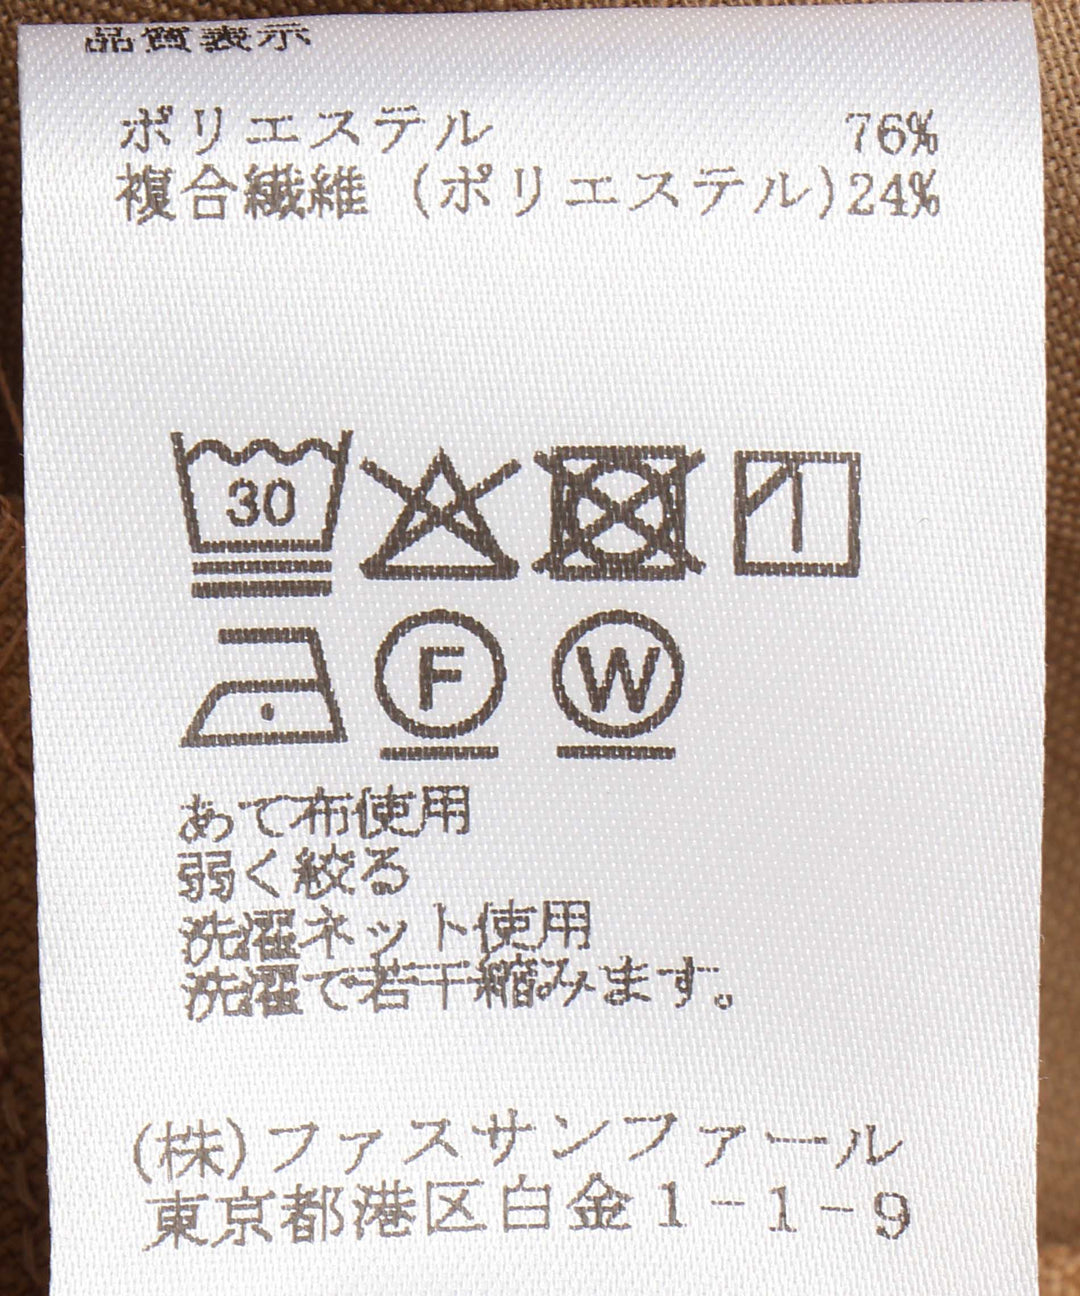 品質表示
ポリエステル 76%
複合繊維 (ポリエステル)24%
30
F W
あて布使用
弱く絞る
洗濯ネット使用
洗濯で若干縮みます。
(株)ファスサンファール
東京都港区白金1-1-9